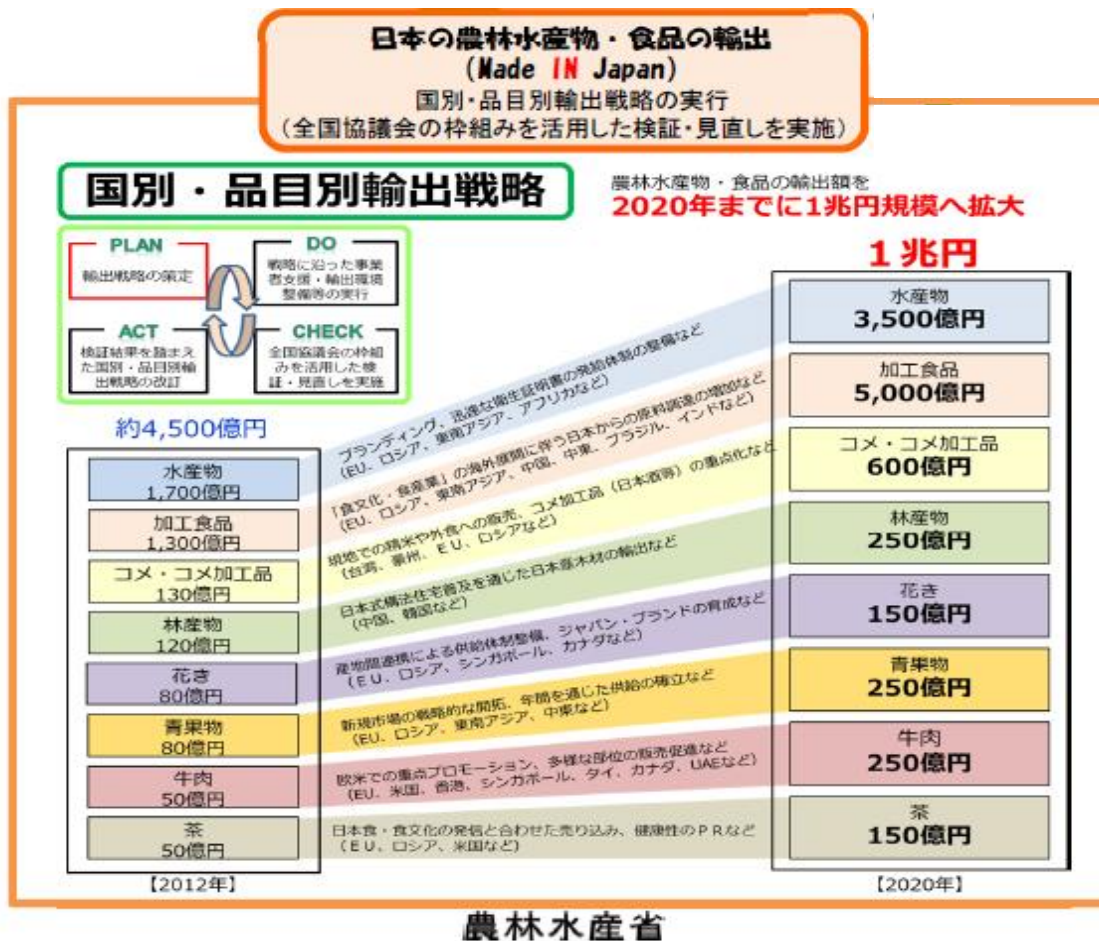 日本の農林水産物・食品の輸出
(Made IN Japan)
国別・品目別輸出戦略の実行
(全国協議会の枠組みを活用した検証・見直しを実施)
国別・品目別輸出戦略
農林水産物・食品の輸出額を
2020年までに1兆円規模へ拡大
PLAN
輸出戦略の策定
DO
戦略に沿った事業
者支援・輸出環境
整備等の実行
ACT
検証結果を踏まえ
た国別・品目別輸
出戦略の改訂
CHECK
全国協議会の枠組
みを活用した検
証・見直しを実施
約4,500億円
水産物
1,700億円
加工食品
1,300億円
コメ・コメ加工品
130億円
林産物
120億円
花き
80億円
青果物
80億円
牛肉
50億円
茶
50億円
【2012年】
ブランディング、迅速な衛生証明書の発給体制の整備など
(EU、ロシア、東南アジア、アフリカなど)
「食文化・食産業」の海外展開に伴う日本からの原料調達の増加など
(EU、ロシア、東南アジア、中国、中東、ブラジル、インドなど)
現地での精米や外食への販売、コメ加工品(日本酒等)の重点化など
(台湾、豪州、EU、ロシアなど)
日本式構法住宅普及を通じた日本産木材の輸出など
(中国、韓国など)
産地間連携による供給体制整備、ジャパン・ブランドの育成など
(EU、ロシア、シンガポール、カナダなど)
新規市場の戦略的な開拓、年間を通じた供給の確立など
(EU、ロシア、東南アジア、中東など)
欧米での重点プロモーション、多様な部位の販売促進など
(EU、米国、香港、シンガポール、タイ、カナダ、UAEなど)
日本食・食文化の発信と合わせた売り込み、健康性のPRなど
(EU、ロシア、米国など)
1兆円
水産物
3,500億円
加工食品
5,000億円
コメ・コメ加工品
600億円
林産物
250億円
花き
150億円
青果物
250億円
牛肉
250億円
茶
150億円
【2020年】
農林水産省